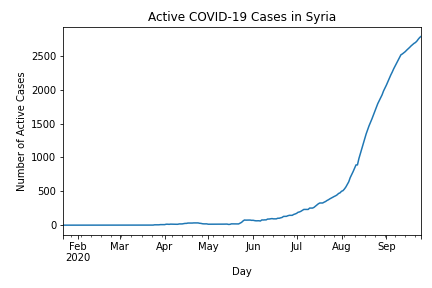 Active COVID-19 Cases in Syria
2500
2000
1500
1000
500
0
Number of Active Cases
Feb Mar Apr May Jun Jul Aug Sep
2020
Day